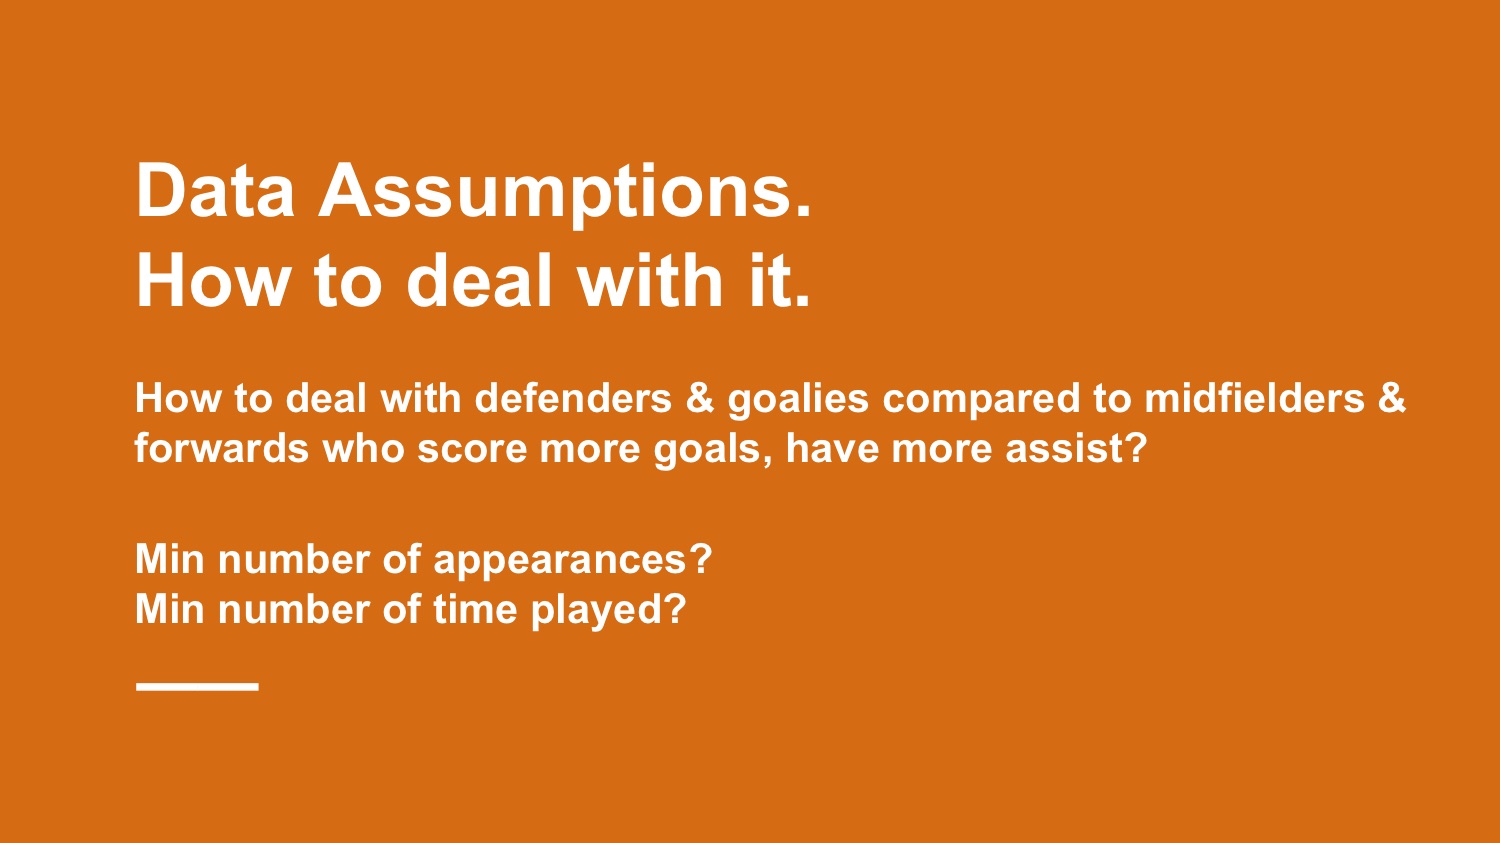 Data Assumptions.
How to deal with it.
How to deal with defenders & goalies compared to midfielders &
forwards who score more goals, have more assist?
Min number of appearances?
Min number of time played?